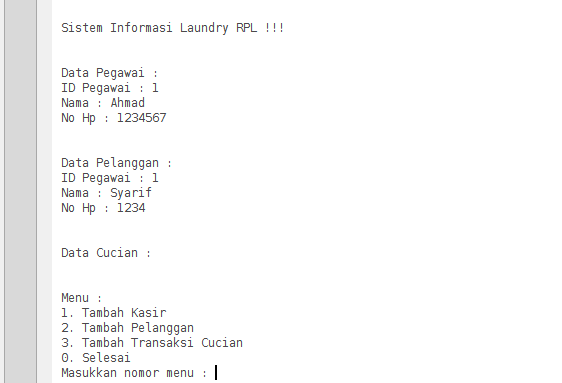 Sistem Informasi Laundry RPL !!!
Data Pegawai :
ID Pegawai : 1
Nama : Ahmad
No Hp : 1234567
Data Pelanggan :
ID Pegawai : 1
Nama : Syarif
No Hp : 1234
Data Cucian :
Menu :
1. Tambah Kasir
2. Tambah Pelanggan
3. Tambah Transaksi Cucian
0. Selesai
Masukkan nomor menu :